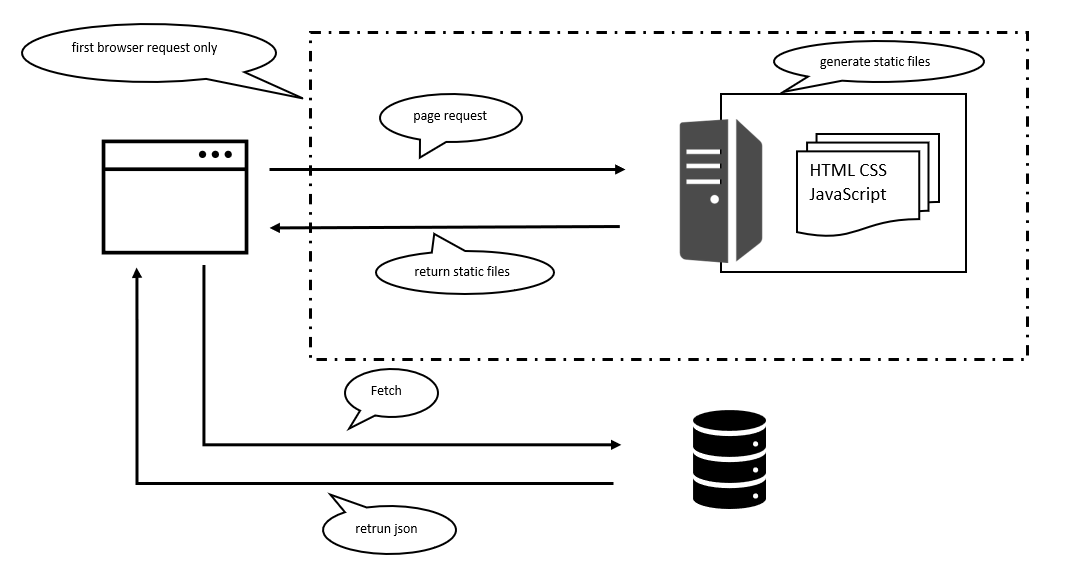 first browser request only
generate static files
page request
HTML CSS
JavaScript
return static files
Fetch
retrun json